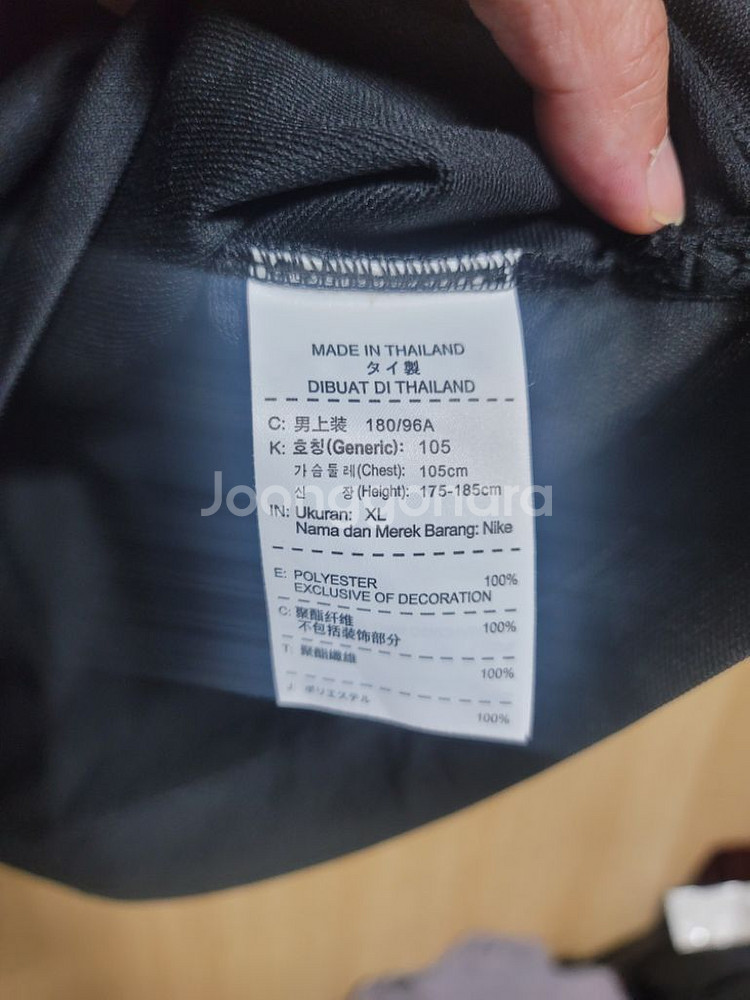 MADE IN THAILAND
タイ製
DIBUAT DI THAILAND
C: 男上装 180/96A
K: 호칭(Generic): 105
가슴둘레(Chest): 105cm
신 장(Height): 175-185cm
Joonggonara
IN: Ukuran: XL
Nama dan Merek Barang: Nike
E: POLYESTER 100%
EXCLUSIVE OF DECORATION
C: 聚酯纤维 100%
不包括装饰部分
T: 聚酯纖維 100%
J: ポリエステル 100%